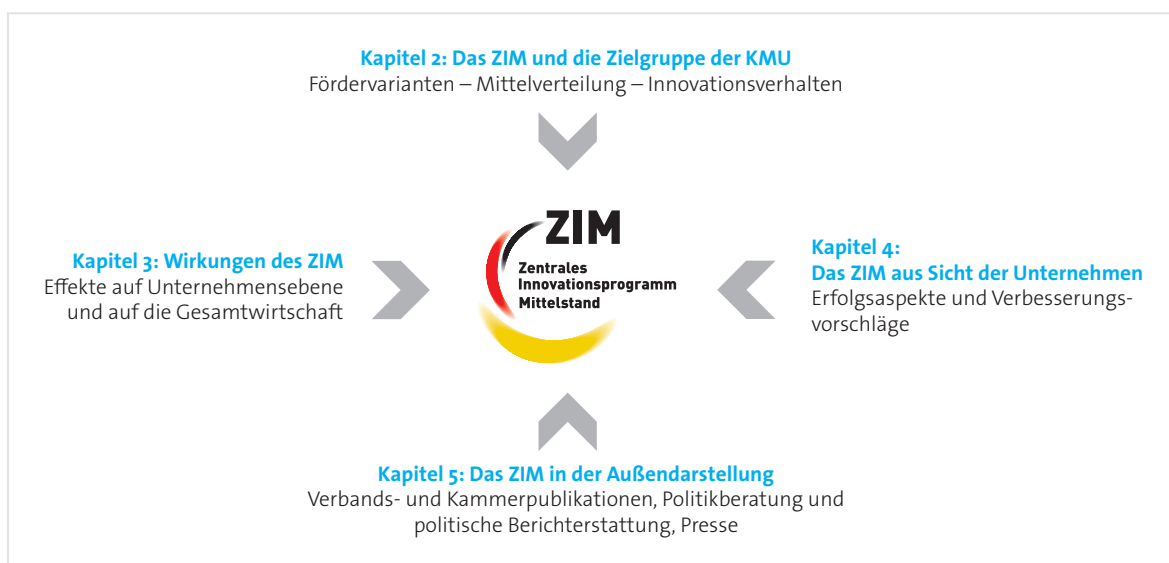 Kapitel 2: Das ZIM und die Zielgruppe der KMU
Fördervarianten – Mittelverteilung – Innovationsverhalten
Kapitel 3: Wirkungen des ZIM
Effekte auf Unternehmensebene
und auf die Gesamtwirtschaft
ZIM
Zentrales
Innovationsprogramm
Mittelstand
Kapitel 4:
Das ZIM aus Sicht der Unternehmen
Erfolgsaspekte und Verbesserungs-
vorschläge
Kapitel 5: Das ZIM in der Außendarstellung
Verbands- und Kammerpublikationen, Politikberatung und
politische Berichterstattung, Presse